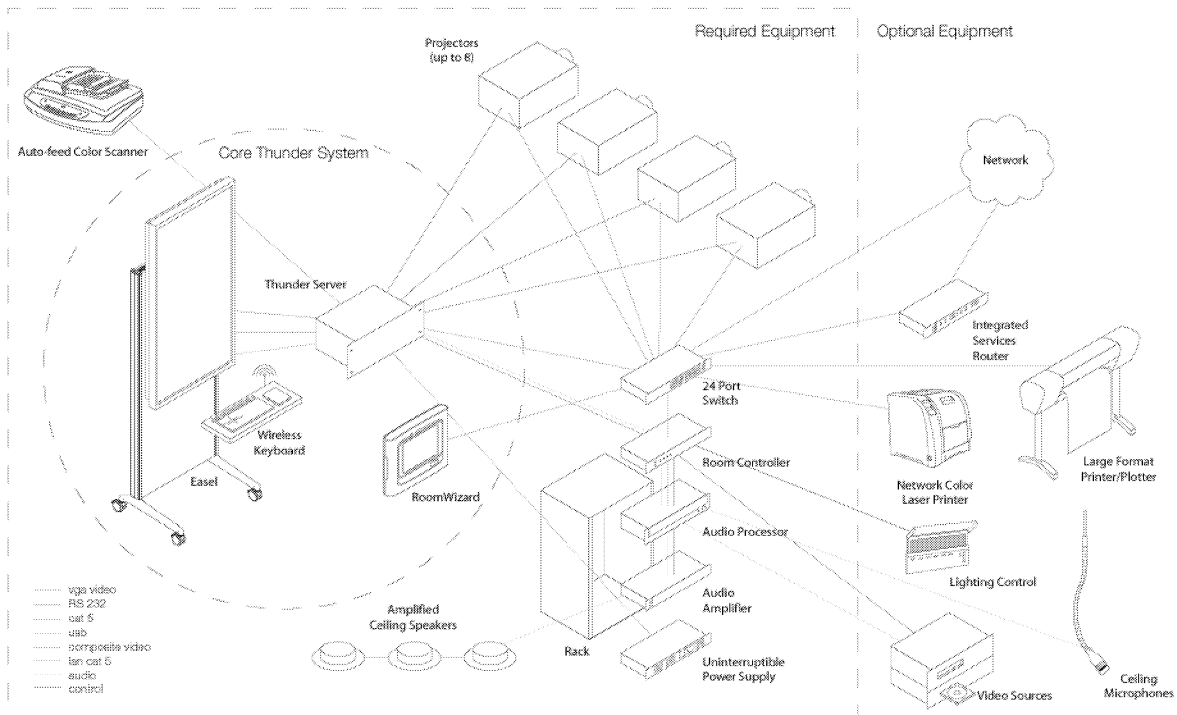 Required Equipment
Optional Equipment
Projectors
(up to 8)
Auto-feed Color Scanner
Core Thunder System
Network
Thunder Server
Integrated
Services
Router
24 Port
Switch
Wireless
Keyboard
Easel
RoomWizard
Room Controller
Network Color
Laser Printer
Large Format
Printer/Plotter
Audio Processor
Lighting Control
Audio
Amplifier
Amplified
Ceiling Speakers
Rack
Uninterruptible
Power Supply
Video Sources
Ceiling
Microphones
vga video
RS 232
cat 5
usb
composite video
lan cat 5
audio
control